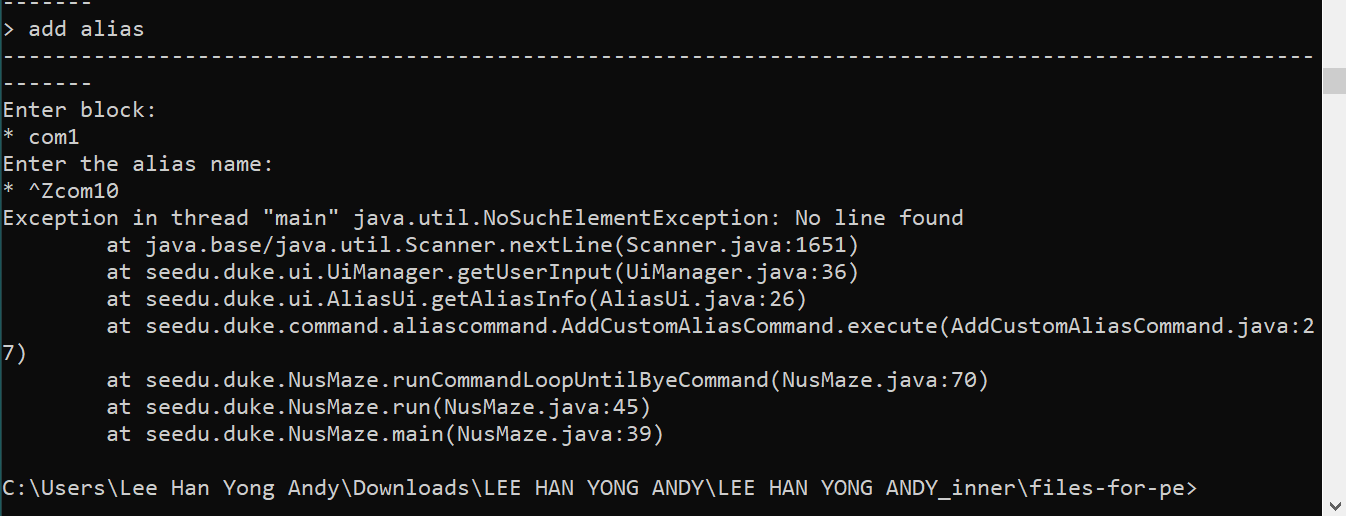 -------
> add alias
-----------------------------------------------------------------------------------------------------
-------
Enter block:
* com1
Enter the alias name:
* ^Zcom10
Exception in thread "main" java.util.NoSuchElementException: No line found
        at java.base/java.util.Scanner.nextLine(Scanner.java:1651)
        at seedu.duke.ui.UiManager.getUserInput(UiManager.java:36)
        at seedu.duke.ui.AliasUi.getAliasInfo(AliasUi.java:26)
        at seedu.duke.command.aliascommand.AddCustomAliasCommand.execute(AddCustomAliasCommand.java:2
7)
        at seedu.duke.NusMaze.runCommandLoopUntilByeCommand(NusMaze.java:70)
        at seedu.duke.NusMaze.run(NusMaze.java:45)
        at seedu.duke.NusMaze.main(NusMaze.java:39)

C:\Users\Lee Han Yong Andy\Downloads\LEE HAN YONG ANDY\LEE HAN YONG ANDY_inner\files-for-pe>